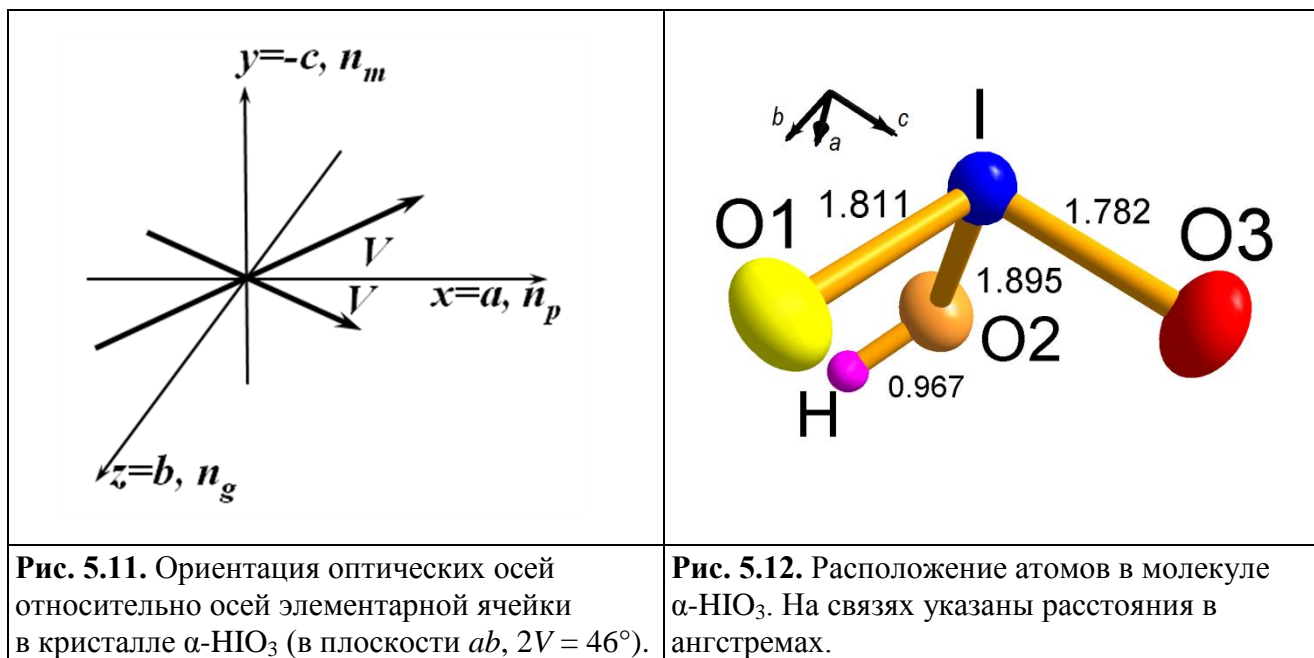 y=-c, n_m
V
V
x=a, n_p
z=b, n_g
b
a
c
I
O1
1.811
1.782
O3
1.895
O2
H
0.967
Рис. 5.11. Ориентация оптических осей
относительно осей элементарной ячейки
в кристалле α-HIO₃ (в плоскости ab, 2V = 46°).
Рис. 5.12. Расположение атомов в молекуле
α-HIO₃. На связях указаны расстояния в
ангстремах.